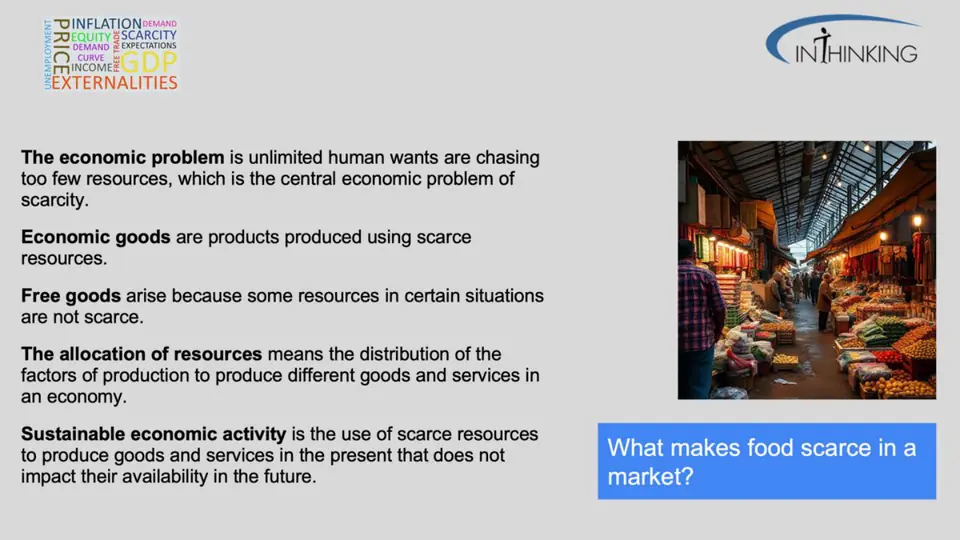 UNEMPLOYMENT
PRICE
INFLATION
DEMAND
EQUITY
SCARCITY
DEMAND
CURVE
FREE TRADE
EXPECTATIONS
INCOME
GDP
EXTERNALITIES
INTHINKING
The economic problem is unlimited human wants are chasing
too few resources, which is the central economic problem of
scarcity.
Economic goods are products produced using scarce
resources.
Free goods arise because some resources in certain situations
are not scarce.
The allocation of resources means the distribution of the
factors of production to produce different goods and services in
an economy.
Sustainable economic activity is the use of scarce resources
to produce goods and services in the present that does not
impact their availability in the future.
What makes food scarce in a
market?